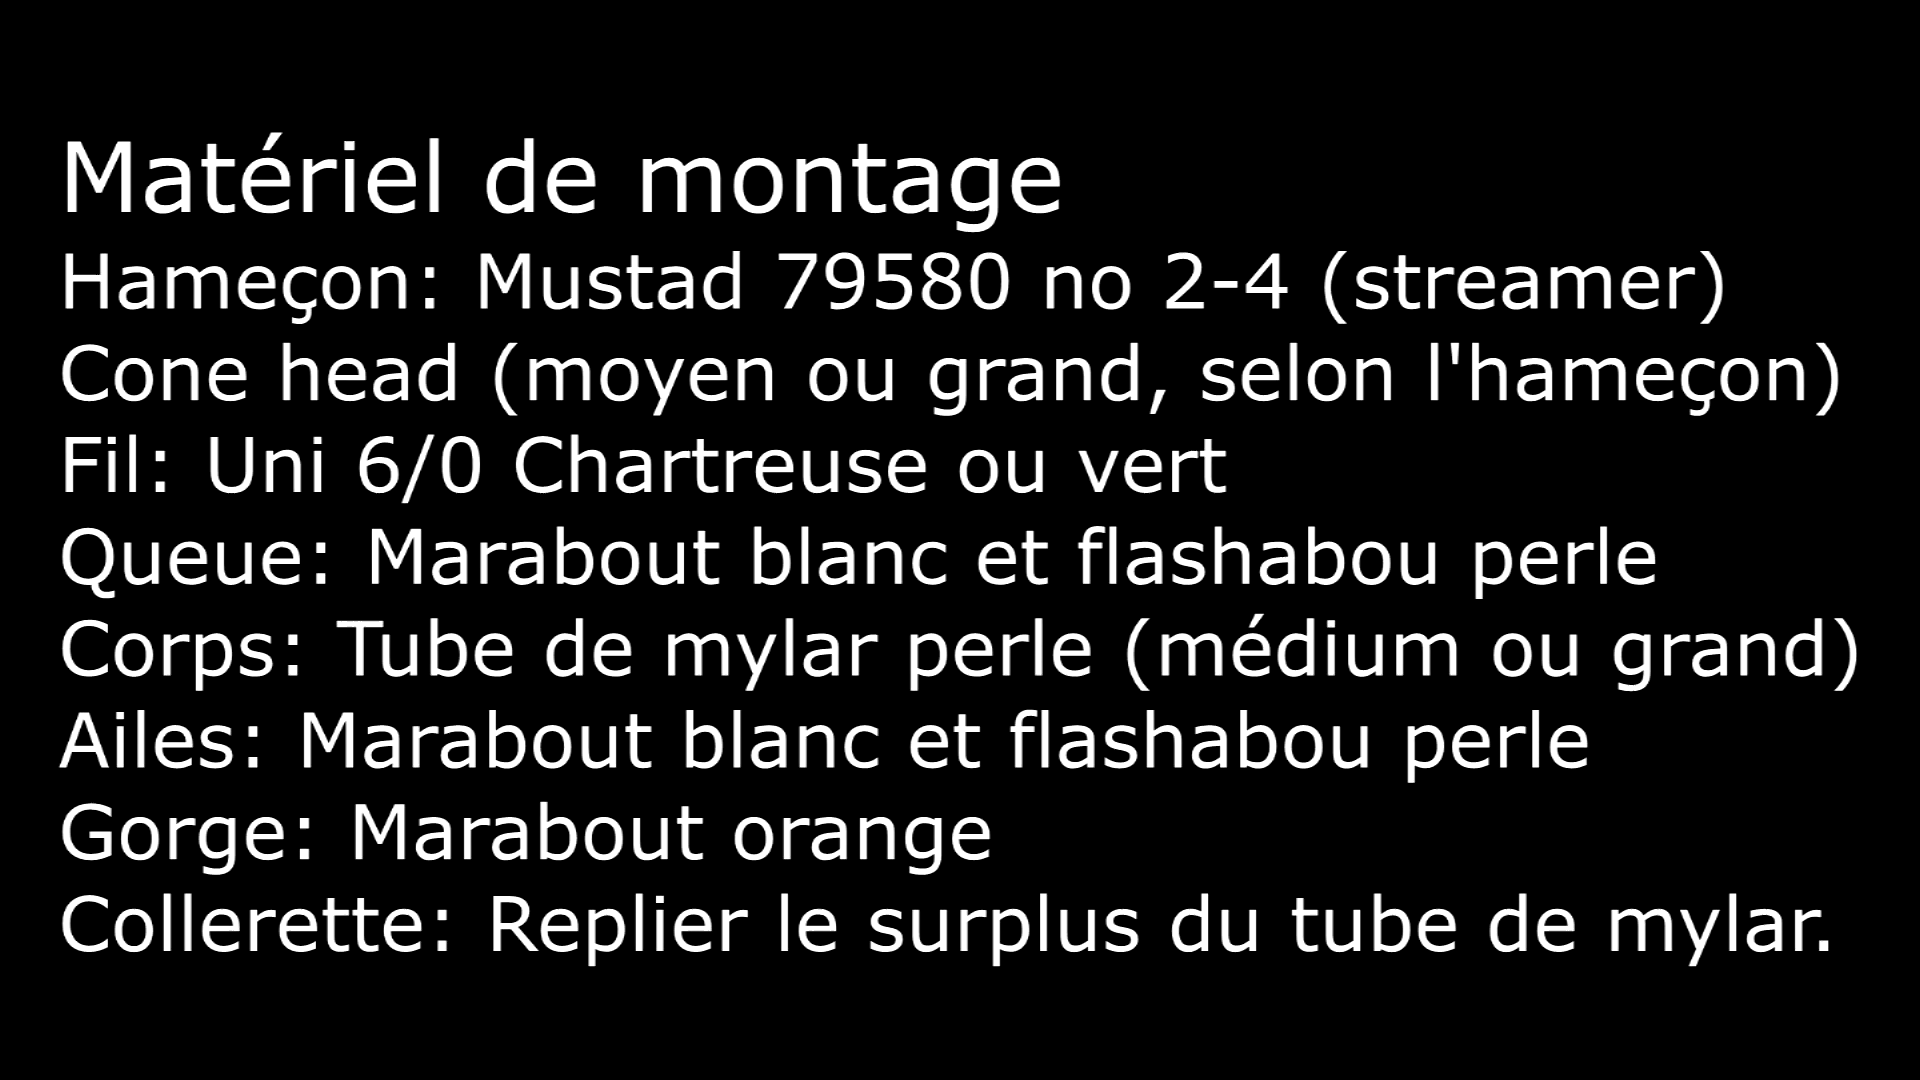 Matériel de montage
Hameçon: Mustad 79580 no 2-4 (streamer)
Cone head (moyen ou grand, selon l'hameçon)
Fil: Uni 6/0 Chartreuse ou vert
Queue: Marabout blanc et flashabou perle
Corps: Tube de mylar perle (médium ou grand)
Ailes: Marabout blanc et flashabou perle
Gorge: Marabout orange
Collerette: Replier le surplus du tube de mylar.